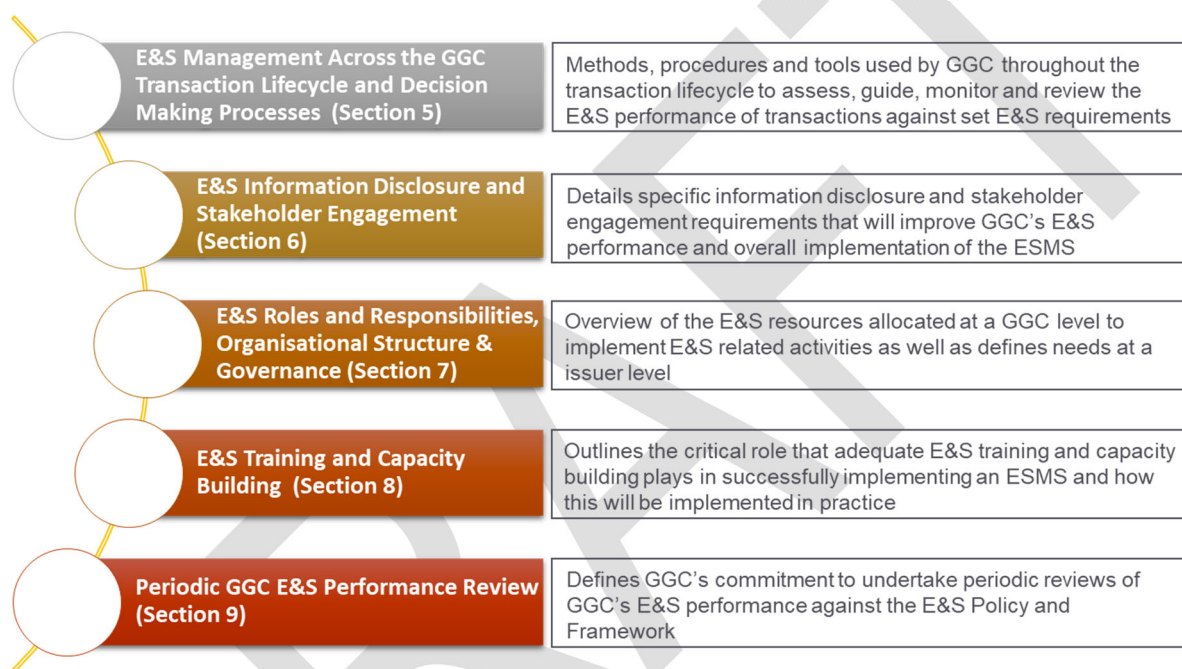 E&S Management Across the GGC
Transaction Lifecycle and Decision
Making Processes (Section 5)
Methods, procedures and tools used by GGC throughout the
transaction lifecycle to assess, guide, monitor and review the
E&S performance of transactions against set E&S requirements
E&S Information Disclosure and
Stakeholder Engagement
(Section 6)
Details specific information disclosure and stakeholder
engagement requirements that will improve GGC's E&S
performance and overall implementation of the ESMS
E&S Roles and Responsibilities,
Organisational Structure &
Governance (Section 7)
Overview of the E&S resources allocated at a GGC level to
implement E&S related activities as well as defines needs at a
issuer level
E&S Training and Capacity
Building (Section 8)
Outlines the critical role that adequate E&S training and capacity
building plays in successfully implementing an ESMS and how
this will be implemented in practice
Periodic GGC E&S Performance Review
(Section 9)
Defines GGC's commitment to undertake periodic reviews of
GGC's E&S performance against the E&S Policy and
Framework